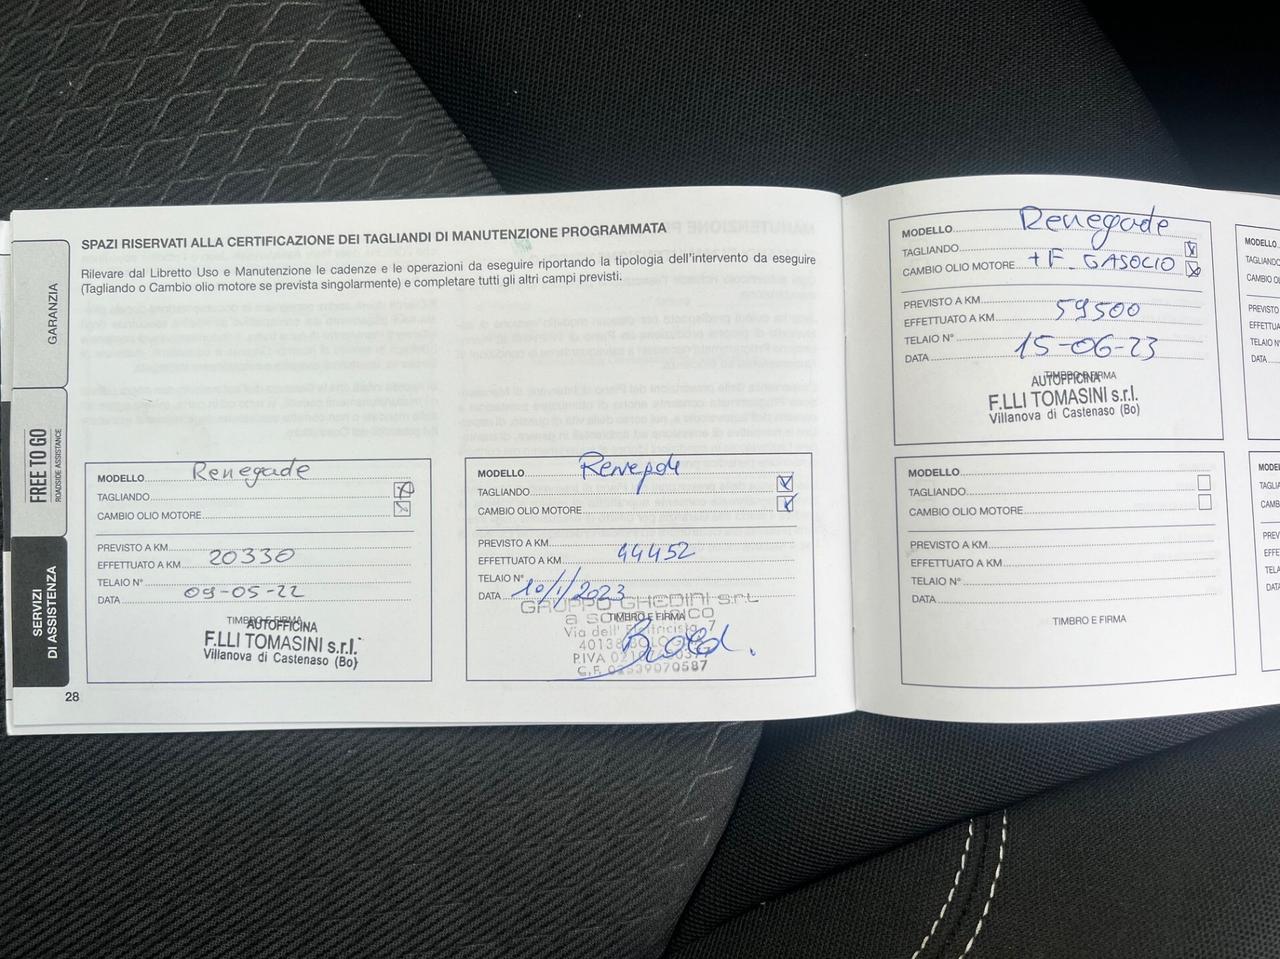 SPAZI RISERVATI ALLA CERTIFICAZIONE DEI TAGLIANDI DI MANUTENZIONE PROGRAMMATA
Rilevare dal Libretto Uso e Manutenzione le cadenze e le operazioni da eseguire riportando la tipologia dell'intervento da eseguire
(Tagliando o Cambio olio motore se prevista singolarmente) e completare tutti gli altri campi previsti.
GARANZIA
FREE TO GO
ROADSIDE ASSISTANCE
SERVIZI
DI ASSISTENZA
MODELLO Renegade
TAGLIANDO
CAMBIO OLIO MOTORE
PREVISTO A KM
EFFETTUATO A KM 20330
TELAIO N°
DATA 09-05-22
TIMBRO E FIRMA
AUTOFFICINA
F.LLI TOMASINI s.r.l.
Villanova di Castenaso (Bo)
28
MODELLO
TAGLIANDO
CAMBIO OLIO MOTORE
PREVISTO A KM
EFFETTUATO A KM 44452
TELAIO N°
DATA 10/1/2023
GRUPPO GHEDINI s.r.l.
TIMBRO E FIRMA
Via dell'
P.IVA
MODELLO Renegade
TAGLIANDO
CAMBIO OLIO MOTORE + F. GASOLIO
PREVISTO A KM
EFFETTUATO A KM 59500
TELAIO N°
DATA 15-06-23
TIMBRO E FIRMA
AUTOFFICINA
F.LLI TOMASINI s.r.l.
Villanova di Castenaso (Bo)
MODELLO
TAGLIANDO
CAMBIO OLIO MOTORE
PREVISTO A KM
EFFETTUATO A KM
TELAIO N°
DATA
TIMBRO E FIRMA